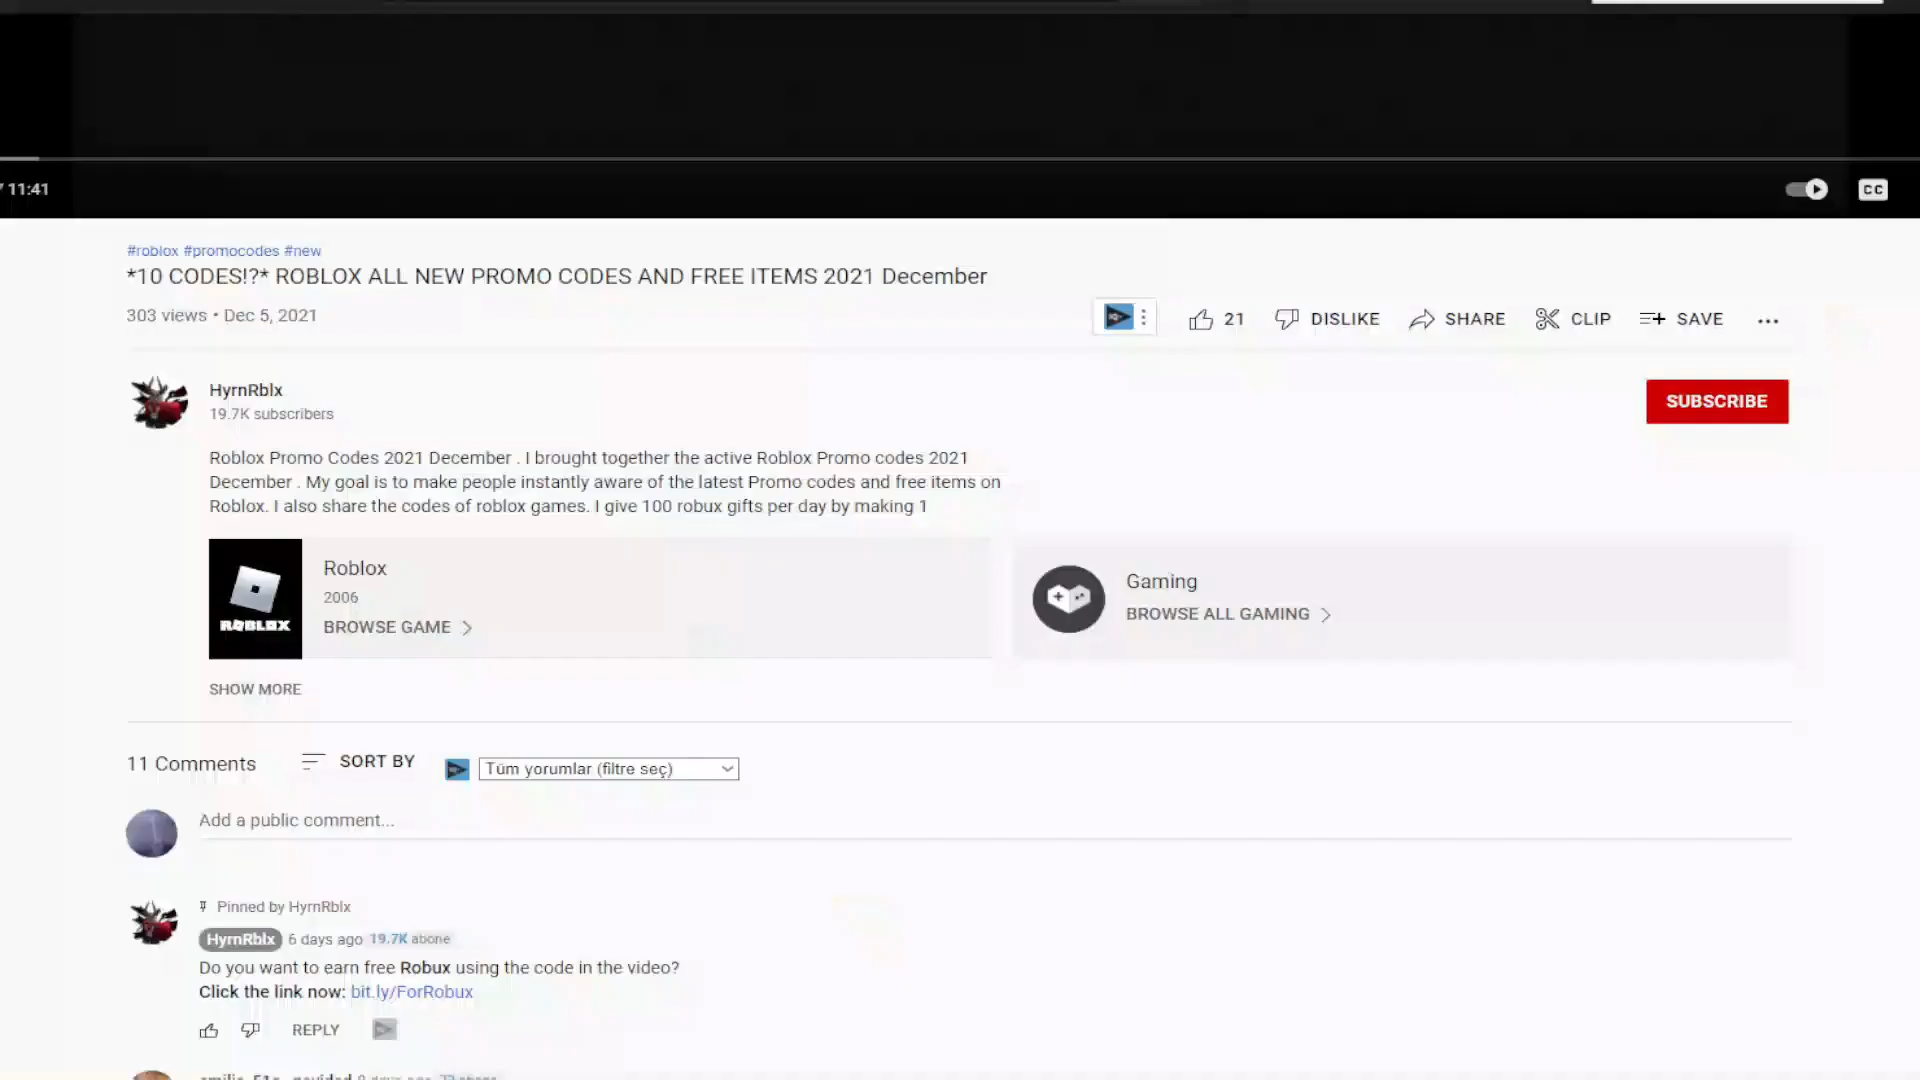 / 11:41
CC
#roblox #promocodes #new
*10 CODES!?* ROBLOX ALL NEW PROMO CODES AND FREE ITEMS 2021 December
303 views • Dec 5, 2021
21 DISLIKE SHARE CLIP SAVE ...
HyrnRblx
19.7K subscribers
SUBSCRIBE
Roblox Promo Codes 2021 December . I brought together the active Roblox Promo codes 2021
December . My goal is to make people instantly aware of the latest Promo codes and free items on
Roblox. I also share the codes of roblox games. I give 100 robux gifts per day by making 1
ROBLOX
Roblox
2006
BROWSE GAME
Gaming
BROWSE ALL GAMING
SHOW MORE
11 Comments SORT BY Tüm yorumlar (filtre seç)
Add a public comment...
Pinned by HyrnRblx
HyrnRblx 6 days ago 19.7K abone
Do you want to earn free Robux using the code in the video?
Click the link now: bit.ly/ForRobux
REPLY